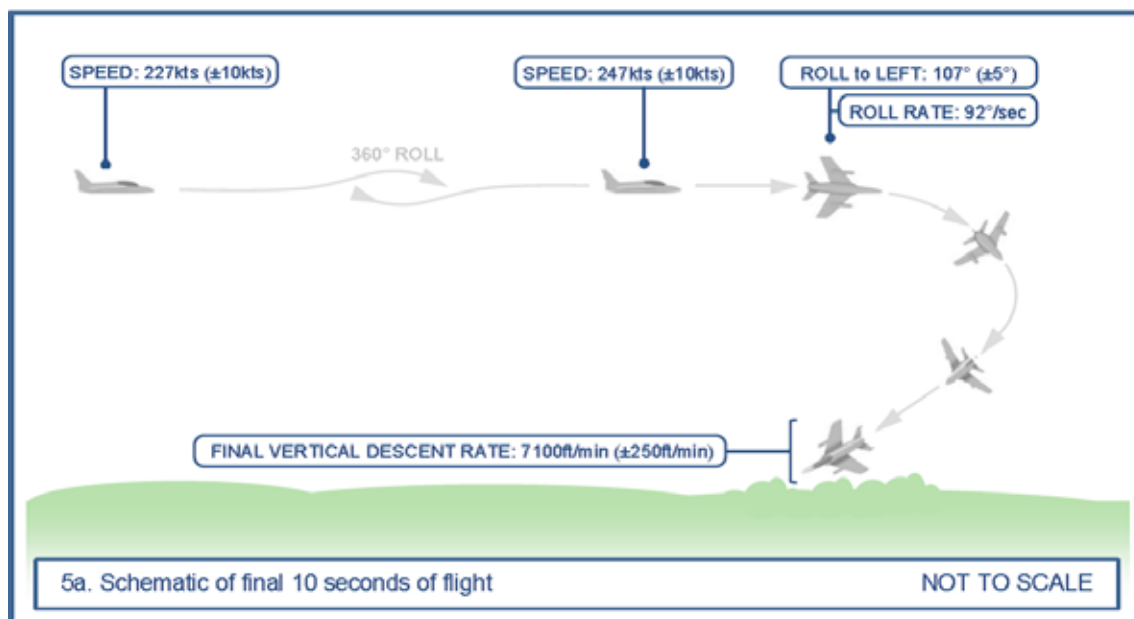 SPEED: 227kts (±10kts)
SPEED: 247kts (±10kts)
ROLL to LEFT: 107° (±5°)
ROLL RATE: 92°/sec
360° ROLL
FINAL VERTICAL DESCENT RATE: 7100ft/min (±250ft/min)
5a. Schematic of final 10 seconds of flight
NOT TO SCALE